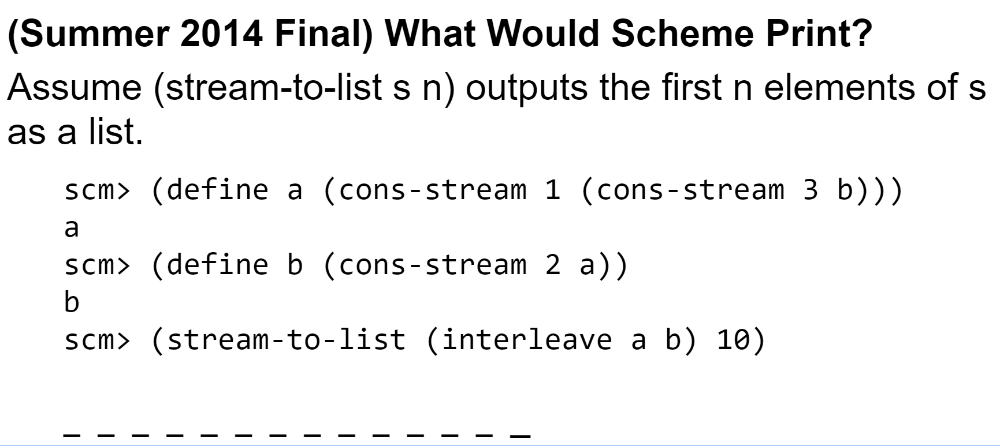 (Summer 2014 Final) What Would Scheme Print?
Assume (stream-to-list s n) outputs the first n elements of s
as a list.
scm> (define a (cons-stream 1 (cons-stream 3 b)))
a
scm> (define b (cons-stream 2 a))
b
scm> (stream-to-list (interleave a b) 10)
_ _ _ _ _ _ _ _ _ _ _ _ _ _